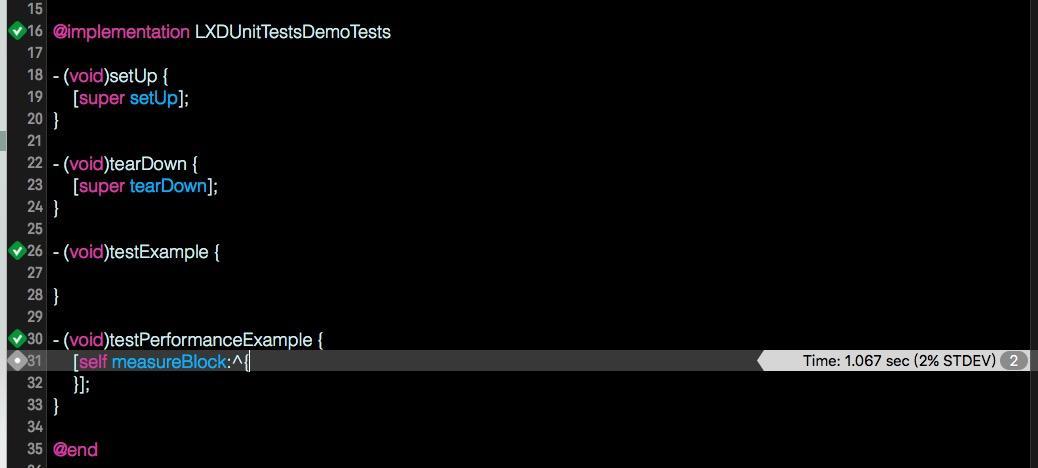 15
16 @implementation LXDUnitTestsDemoTests
17
18 - (void)setUp {
19 [super setUp];
20 }
21
22 - (void)tearDown {
23 [super tearDown];
24 }
25
26 - (void)testExample {
27
28 }
29
30 - (void)testPerformanceExample {
31 [self measureBlock:^{ Time: 1.067 sec (2% STDEV) 2
32 }];
33 }
34
35 @end